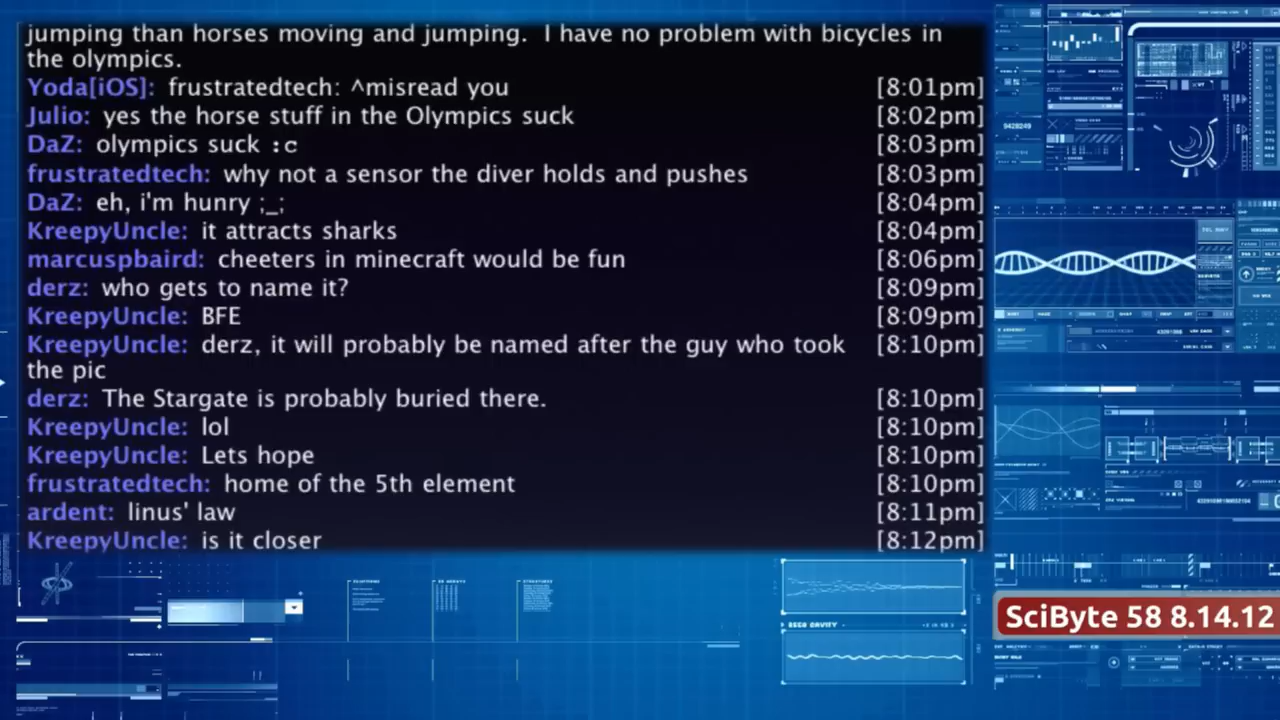 jumping than horses moving and jumping. I have no problem with bicycles in
the olympics.
Yoda[iOS]: frustratedtech: ^misread you [8:01pm]
Julio: yes the horse stuff in the Olympics suck [8:02pm]
DaZ: olympics suck :c [8:03pm]
frustratedtech: why not a sensor the diver holds and pushes [8:03pm]
DaZ: eh, i'm hunry ;_; [8:04pm]
KreepyUncle: it attracts sharks [8:04pm]
marcuspbaird: cheeters in minecraft would be fun [8:06pm]
derz: who gets to name it? [8:09pm]
KreepyUncle: BFE [8:09pm]
KreepyUncle: derz, it will probably be named after the guy who took [8:10pm]
the pic
derz: The Stargate is probably buried there. [8:10pm]
KreepyUncle: lol [8:10pm]
KreepyUncle: Lets hope [8:10pm]
frustratedtech: home of the 5th element [8:10pm]
ardent: linus' law [8:11pm]
KreepyUncle: is it closer [8:12pm]
SciByte 58 8.14.12